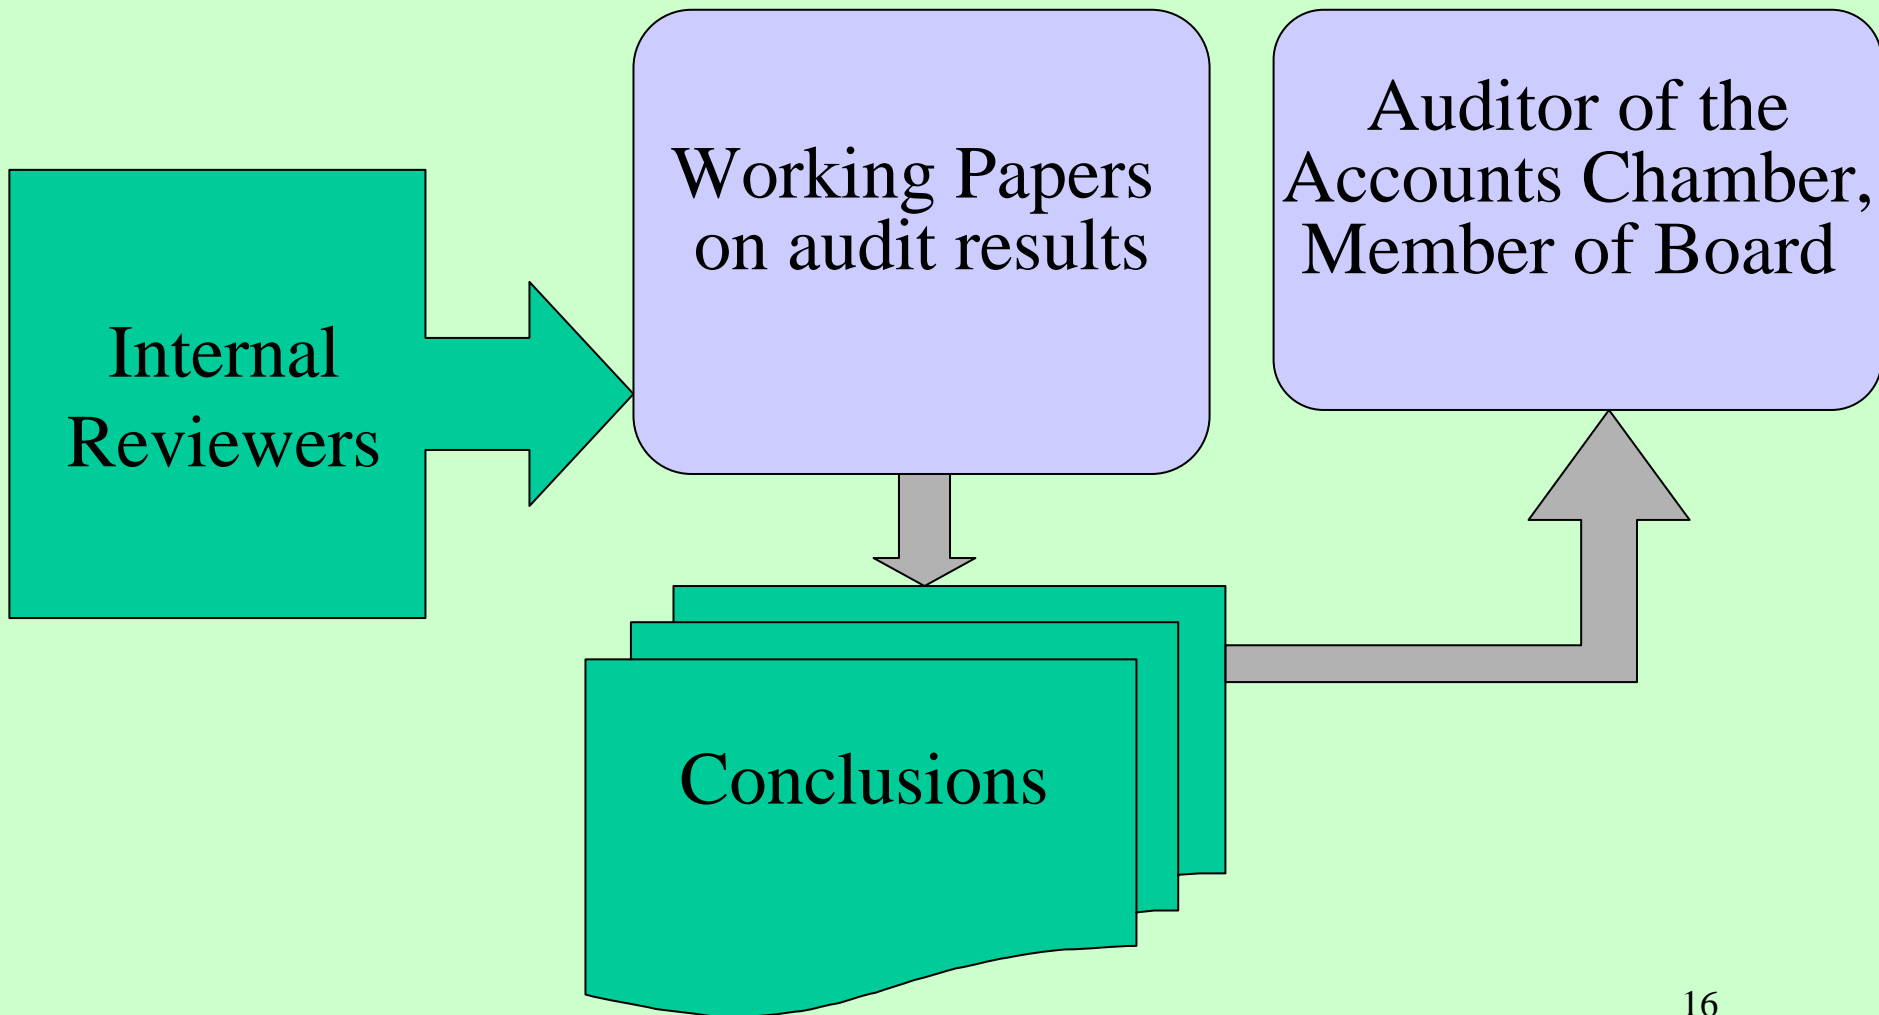 Internal
Reviewers
Working Papers
on audit results
Auditor of the
Accounts Chamber,
Member of Board
Conclusions
16